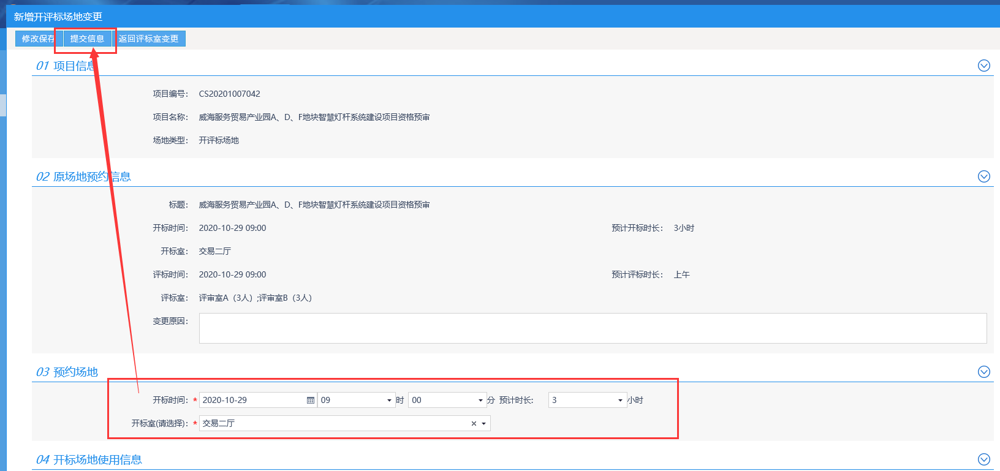 新增开评标场地变更
修改保存 提交信息 返回评标室变更
01 项目信息
项目编号： CS20201007042
项目名称： 威海服务贸易产业园A、D、F地块智慧灯杆系统建设项目资格预审
场地类型： 开评标场地
02 原场地预约信息
标题： 威海服务贸易产业园A、D、F地块智慧灯杆系统建设项目资格预审
开标时间： 2020-10-29 09:00 预计开标时长： 3小时
开标室： 交易二厅
评标时间： 2020-10-29 09:00 预计评标时长： 上午
评标室： 评审室A（3人）;评审室B（3人）
变更原因：
03 预约场地
开标时间：* 2020-10-29 09 时 00 分 预计时长: 3 小时
开标室(请选择)：* 交易二厅
04 开标场地使用信息